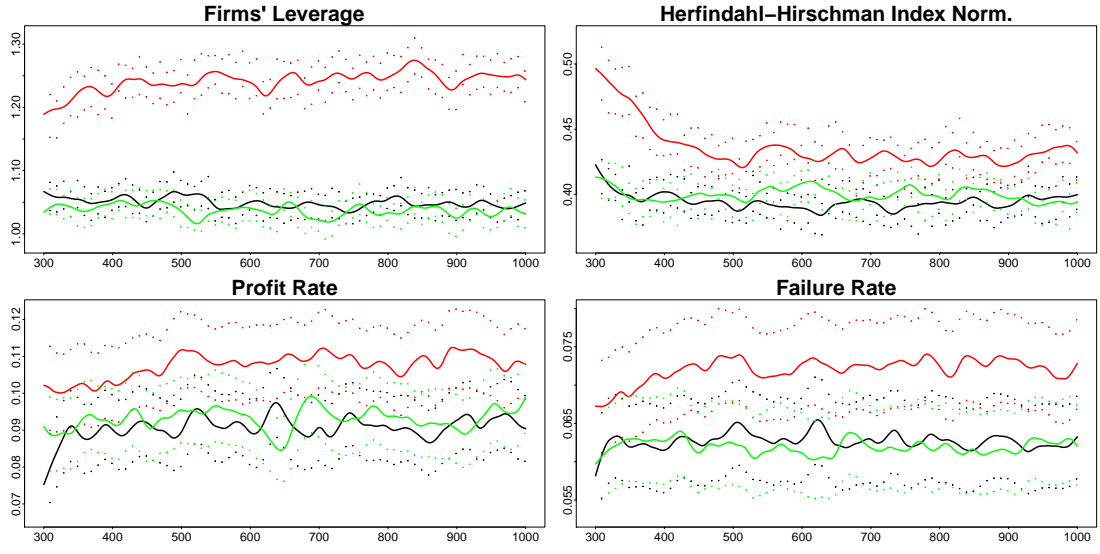 Firms' Leverage
1.30
1.20
1.10
1.00
300 400 500 600 700 800 900 1000
Herfindahl−Hirschman Index Norm.
0.50
0.45
0.40
300 400 500 600 700 800 900 1000
Profit Rate
0.12
0.11
0.10
0.09
0.08
0.07
300 400 500 600 700 800 900 1000
Failure Rate
0.075
0.065
0.055
300 400 500 600 700 800 900 1000